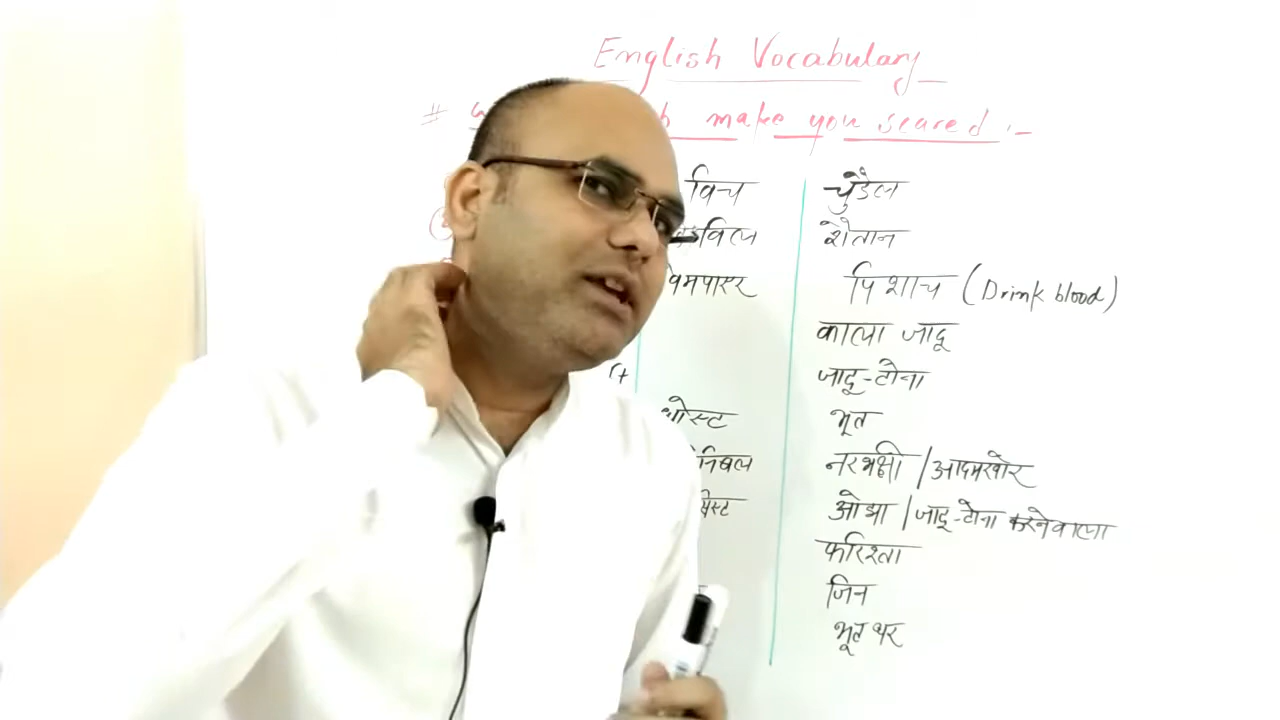 English Vocabulary
# make you scared :-
विच चुडैल
डेविल शैतान
वेमपायर पिशाच (Drink blood)
काला जादू
जादू-टोना
घोस्ट भूत
निबल नरभक्षी / आदमखोर
ओझा / जादू-टोना करनेवाला
फरिश्ता
जिन
भूत घर